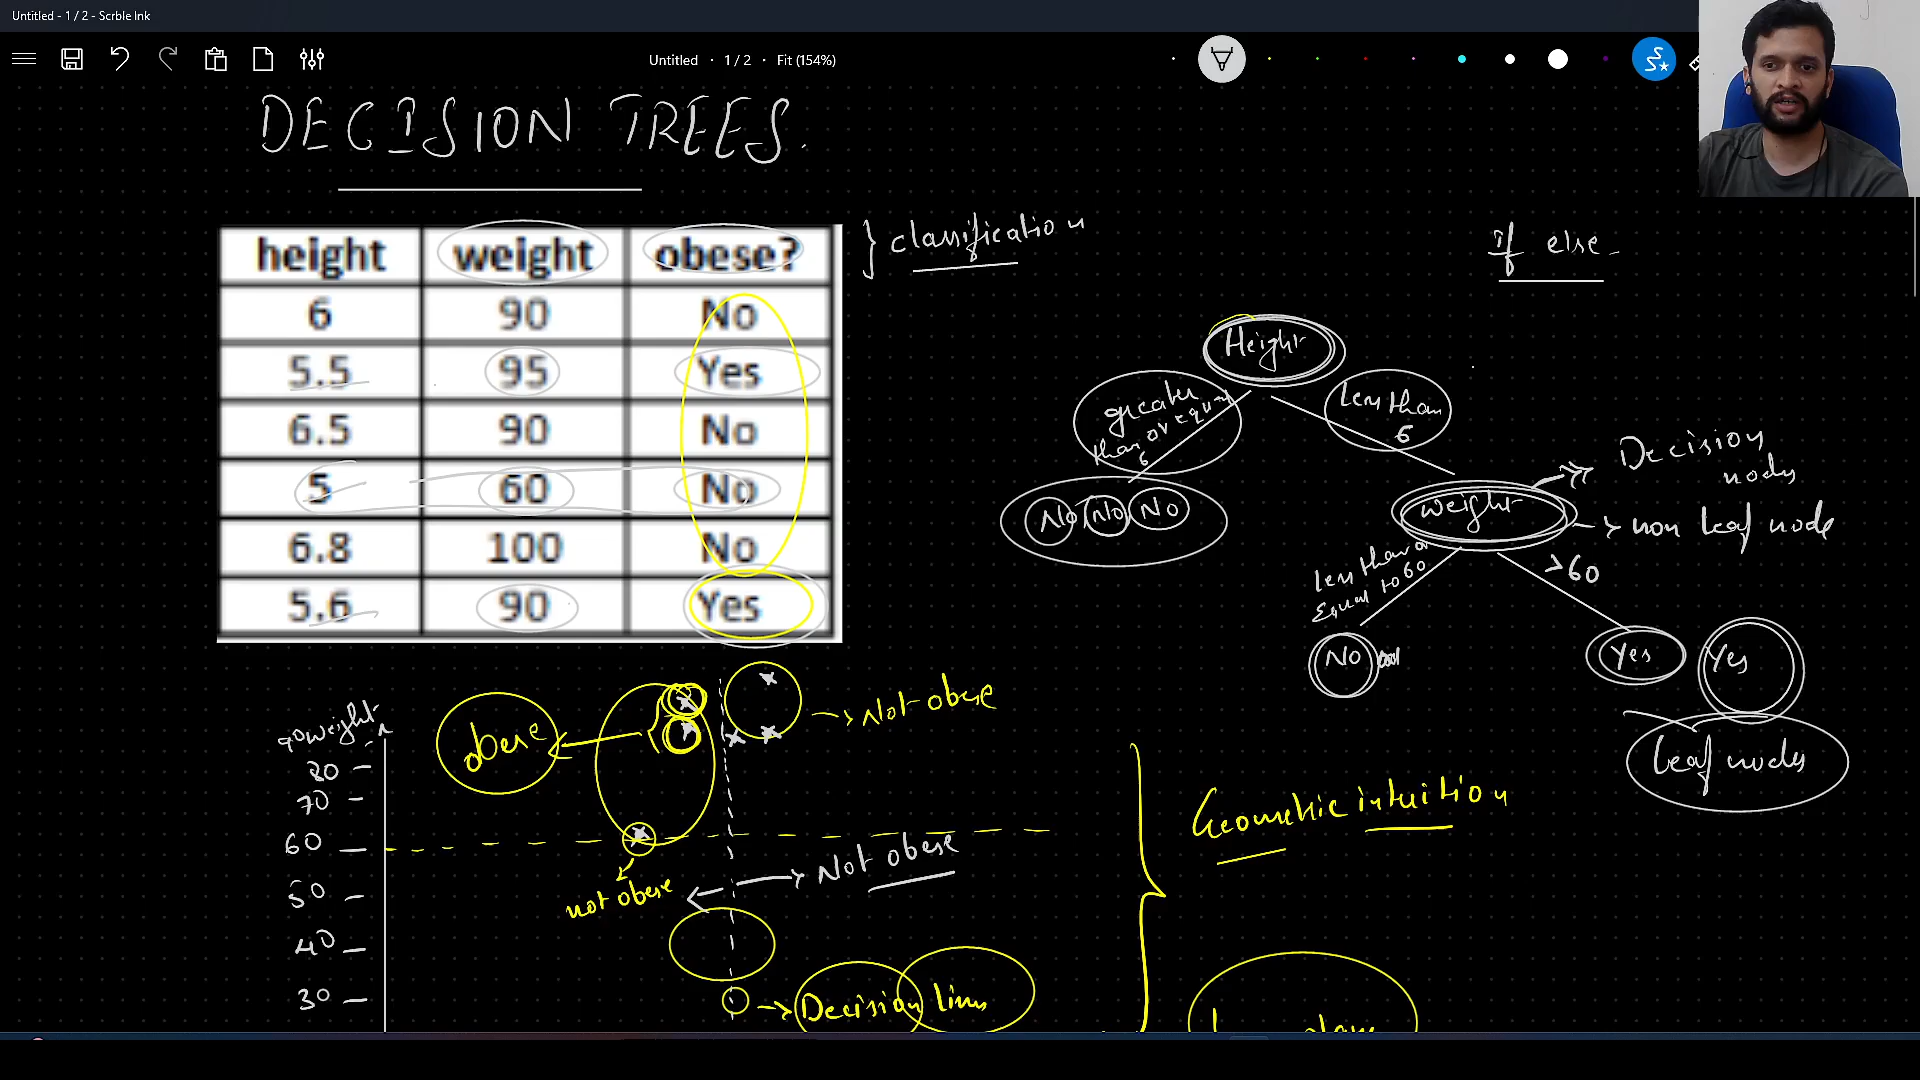 Untitled - 1 / 2 - Scrble Ink
Untitled · 1 / 2 · Fit (154%)
DECISION TREES.
height weight obese?
6 90 No
5.5 95 Yes
6.5 90 No
5 60 No
6.8 100 No
5.6 90 Yes
} classification
If else
Height
greater
than or equal
6
Less than
6
No No No
weight
Decision
nodes
non Leaf node
Less than or
Equal to 60
>60
No
Yes Yes
Leaf nodes
weight
90
80
70
60
50
40
30
obese
Not obese
not obese
Not obese
Decision line
Geometric intuition